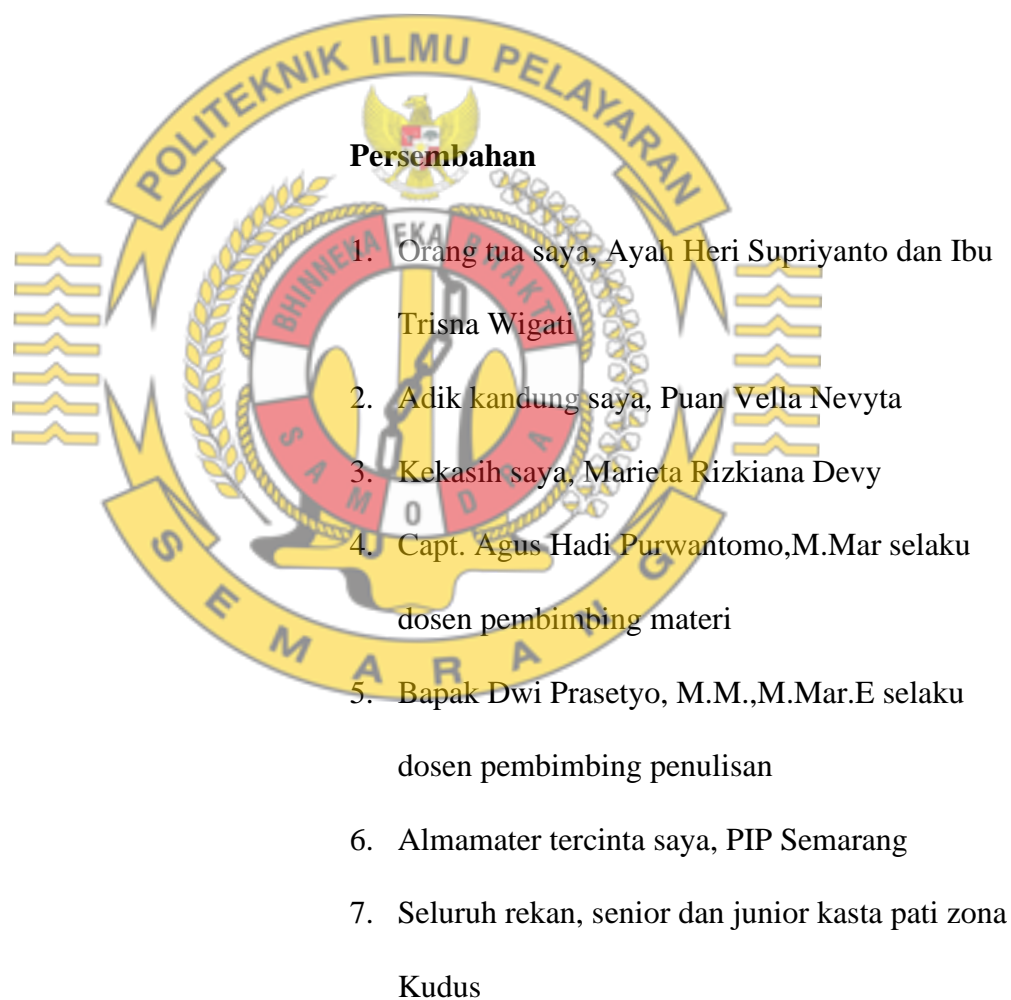 POLITEKNIK ILMU PELAYARAN
Persembahan
BHINNEKA EKA BHAKTI
1. Orang tua saya, Ayah Heri Supriyanto dan Ibu
Trisna Wigati
2. Adik kandung saya, Puan Vella Nevyta
3. Kekasih saya, Marieta Rizkiana Devy
SAMODRA
4. Capt. Agus Hadi Purwantomo,M.Mar selaku
dosen pembimbing materi
SEMARANG
5. Bapak Dwi Prasetyo, M.M.,M.Mar.E selaku
dosen pembimbing penulisan
6. Almamater tercinta saya, PIP Semarang
7. Seluruh rekan, senior dan junior kasta pati zona
Kudus